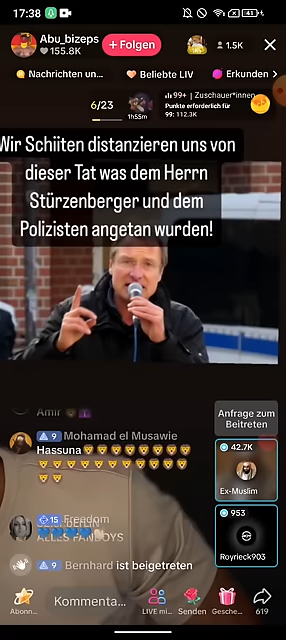 17:38
41
Abu_bizeps
155.8K
+ Folgen
1.5K
Nachrichten un...
Beliebte LIV
Erkunden
6/23
1h55m
99+ | Zuschauer*innen
Punkte erforderlich für
99: 112.3K
Wir Schiiten distanzieren uns von
dieser Tat was dem Herrn
Stürzenberger und dem
Polizisten angetan wurden!
Amir
9 Mohamad el Musawie
Hassuna
15 Freedom
ALLES FANBOYS
9 Bernhard ist beigetreten
Anfrage zum
Beitreten
42.7K
Ex-Muslim
953
Royrieck903
Abonn...
Kommenta...
LIVE mi...
Senden
Gesche...
619